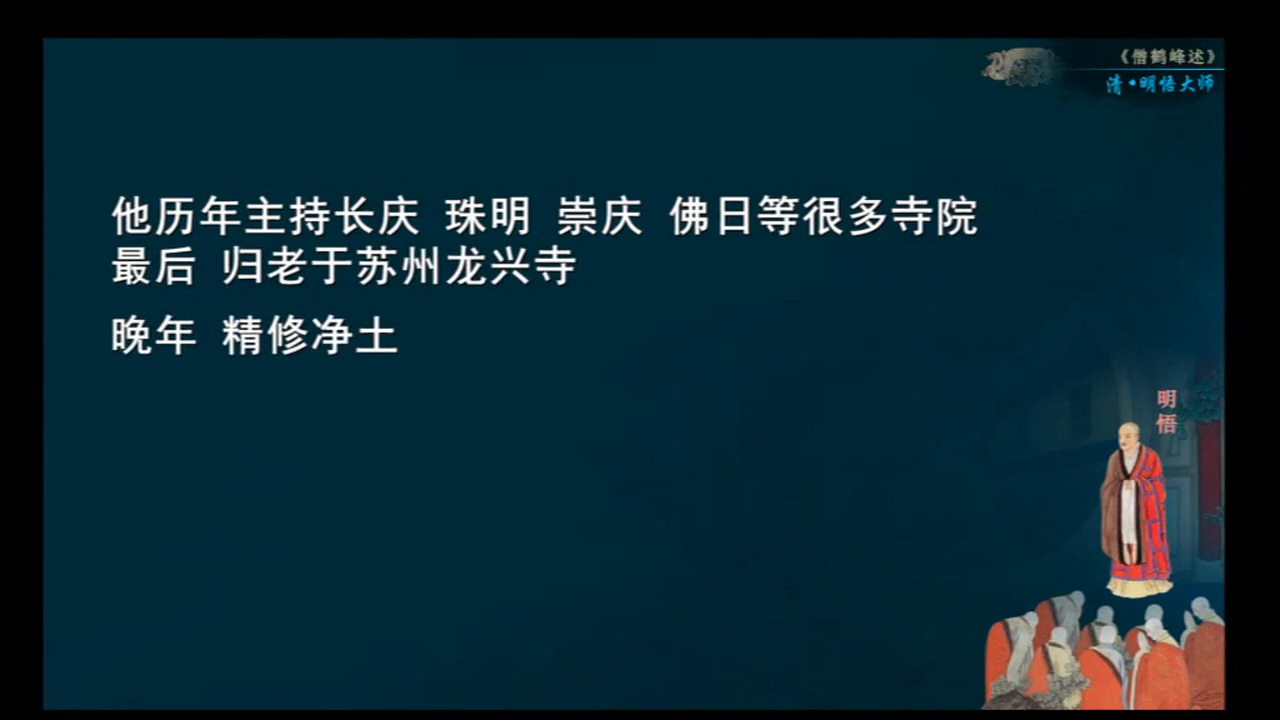 《僧鹤峰述》
清·明悟大师
他历年主持长庆 珠明 崇庆 佛日等很多寺院
最后 归老于苏州龙兴寺
晚年 精修净土
明悟